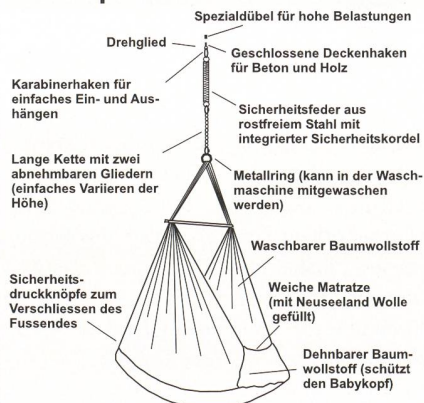 Spezialdübel für hohe Belastungen
Drehglied
Geschlossene Deckenhaken
für Beton und Holz
Karabinerhaken für
einfaches Ein- und Aus-
hängen
Sicherheitsfeder aus
rostfreiem Stahl mit
integrierter Sicherheitskordel
Lange Kette mit zwei
abnehmbaren Gliedern
(einfaches Variieren der
Höhe)
Metallring (kann in der Wasch-
maschine mitgewaschen
werden)
Waschbarer Baumwollstoff
Sicherheits-
druckknöpfe zum
Verschliessen des
Fussendes
Weiche Matratze
(mit Neuseeland Wolle
gefüllt)
Dehnbarer Baum-
wollstoff (schützt
den Babykopf)